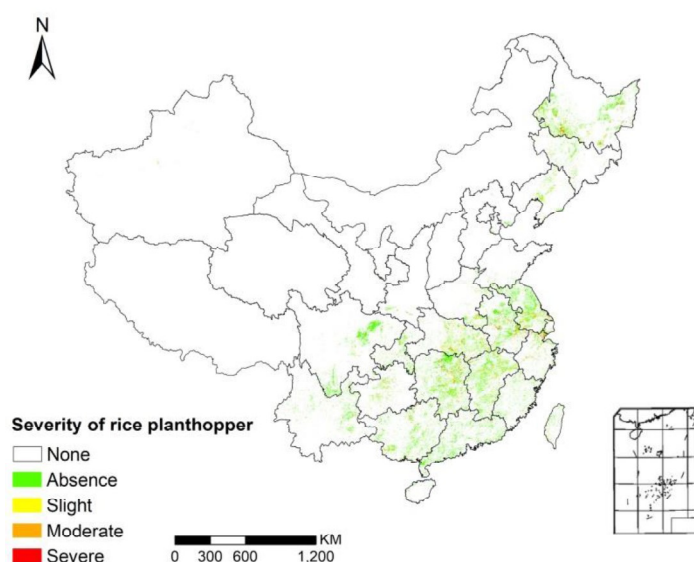 N
Severity of rice planthopper
None
Absence
Slight
Moderate
Severe
KM
0 300 600 1,200